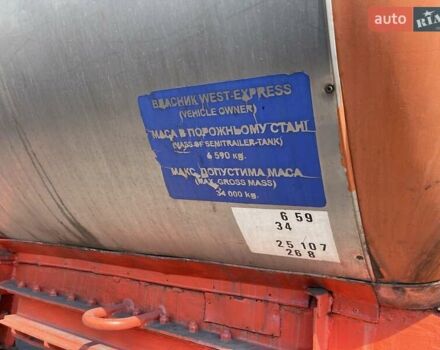 auto RIA
ВЛАСНИК WEST-EXPRESS
(VEHICLE OWNER)
МАСА В ПОРОЖНЬОМУ СТАНІ
(MASS OF SEMITRAILER-TANK)
6 590 kg.
МАКС. ДОПУСТИМА МАСА
(MAX. GROSS MASS)
34 000 kg.
6 59
34
25 107
26 8